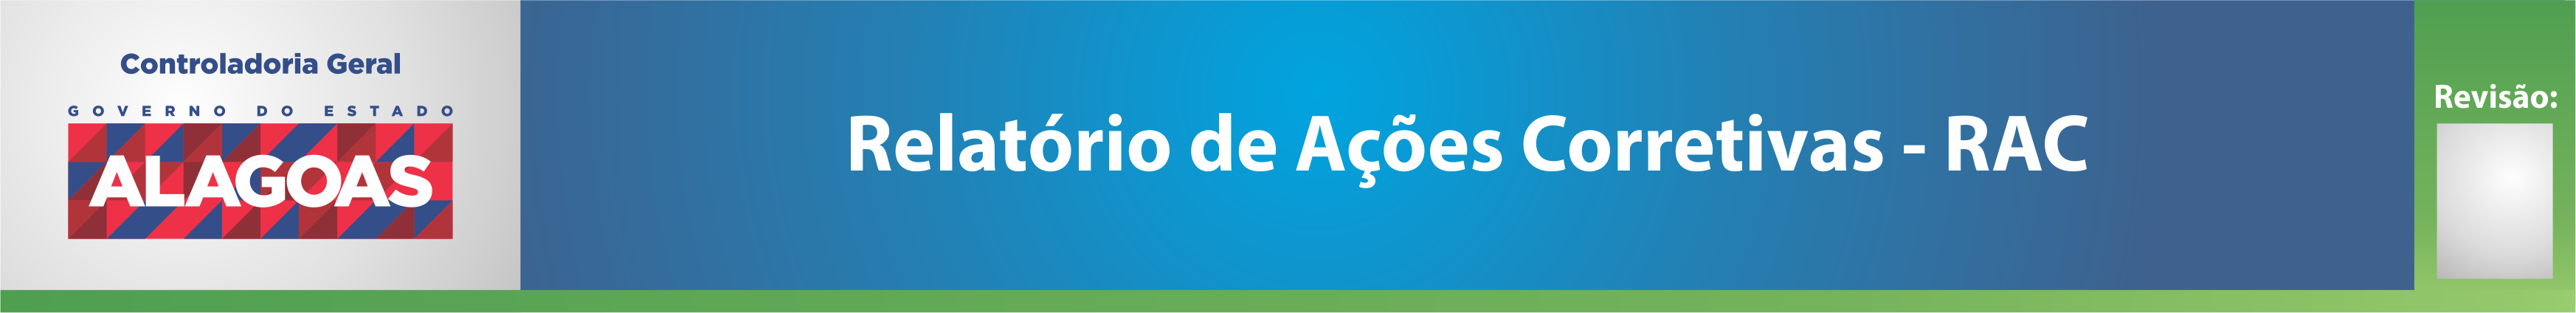 Controladoria Geral
GOVERNO DO ESTADO
ALAGOAS
Relatório de Ações Corretivas - RAC
Revisão: